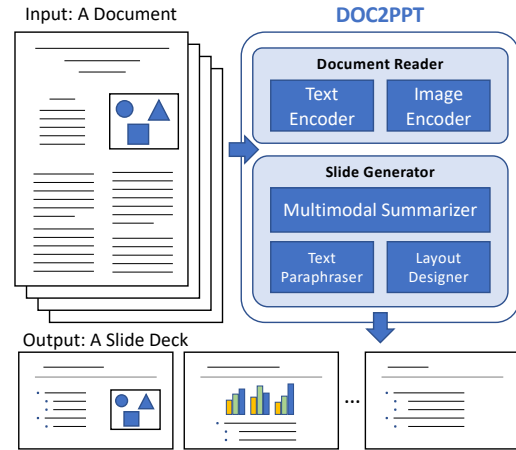 Input: A Document
DOC2PPT
Document Reader
Text
Encoder
Image
Encoder
Slide Generator
Multimodal Summarizer
Text
Paraphraser
Layout
Designer
Output: A Slide Deck
...